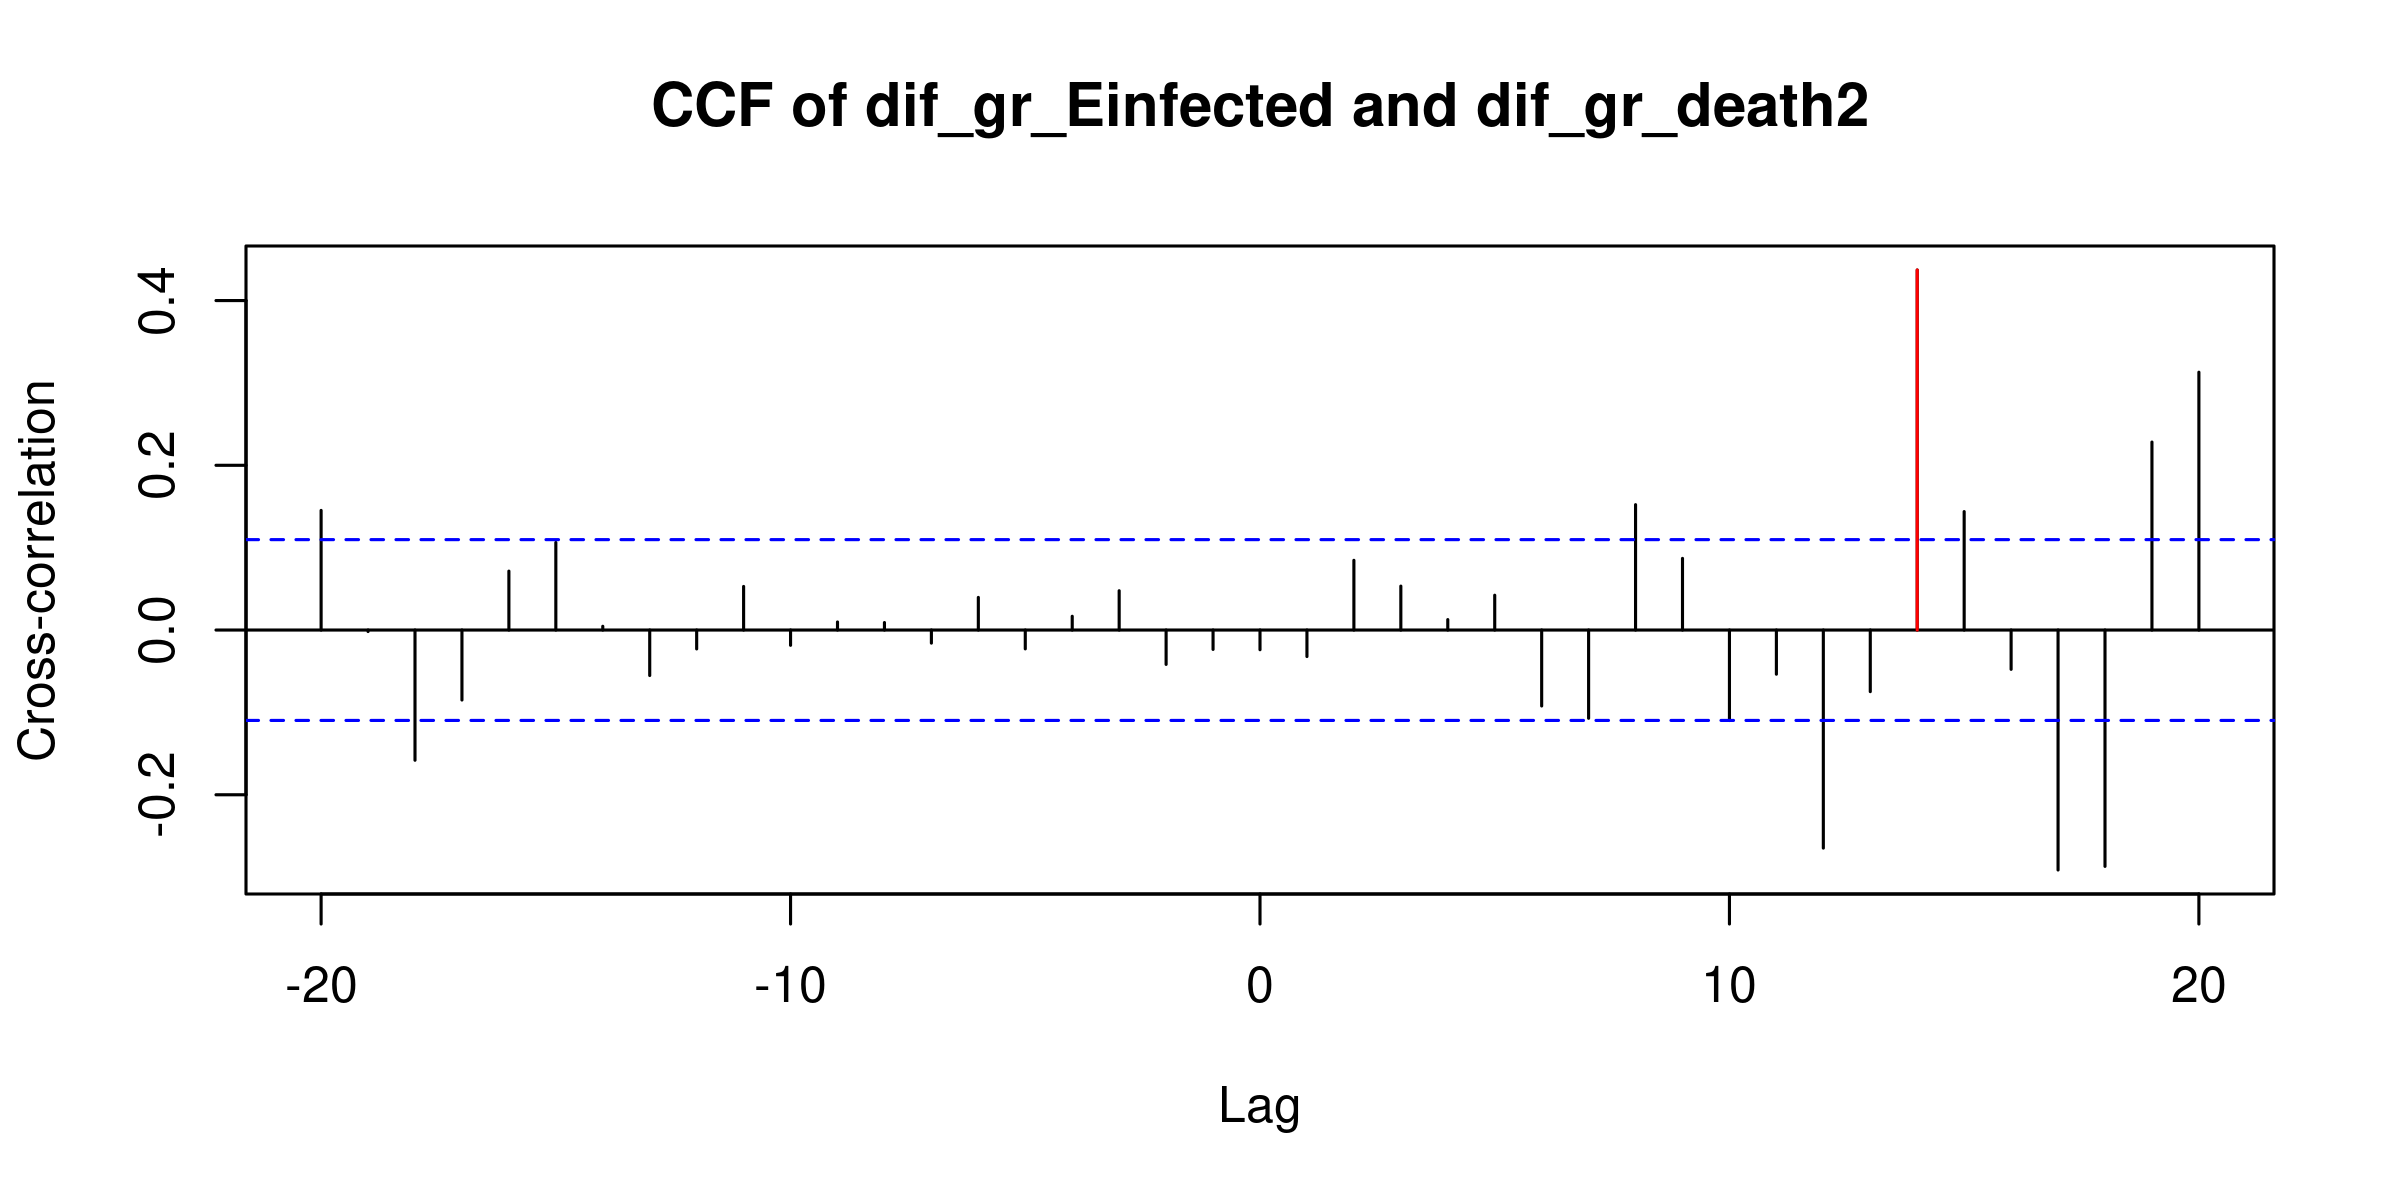 CCF of dif_gr_Einfected and dif_gr_death2
Cross-correlation
0.4
0.2
0.0
-0.2
-20 -10 0 10 20
Lag